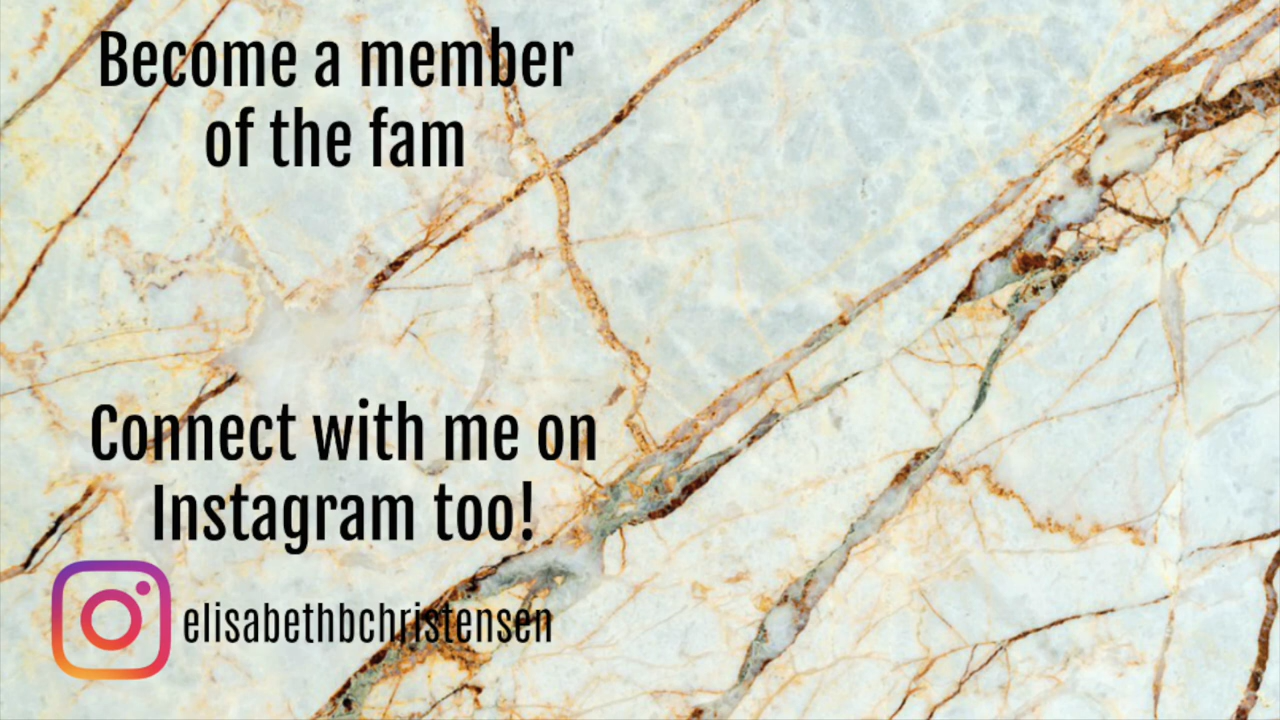 Become a member
of the fam
Connect with me on
Instagram too!
elisabethbchristensen